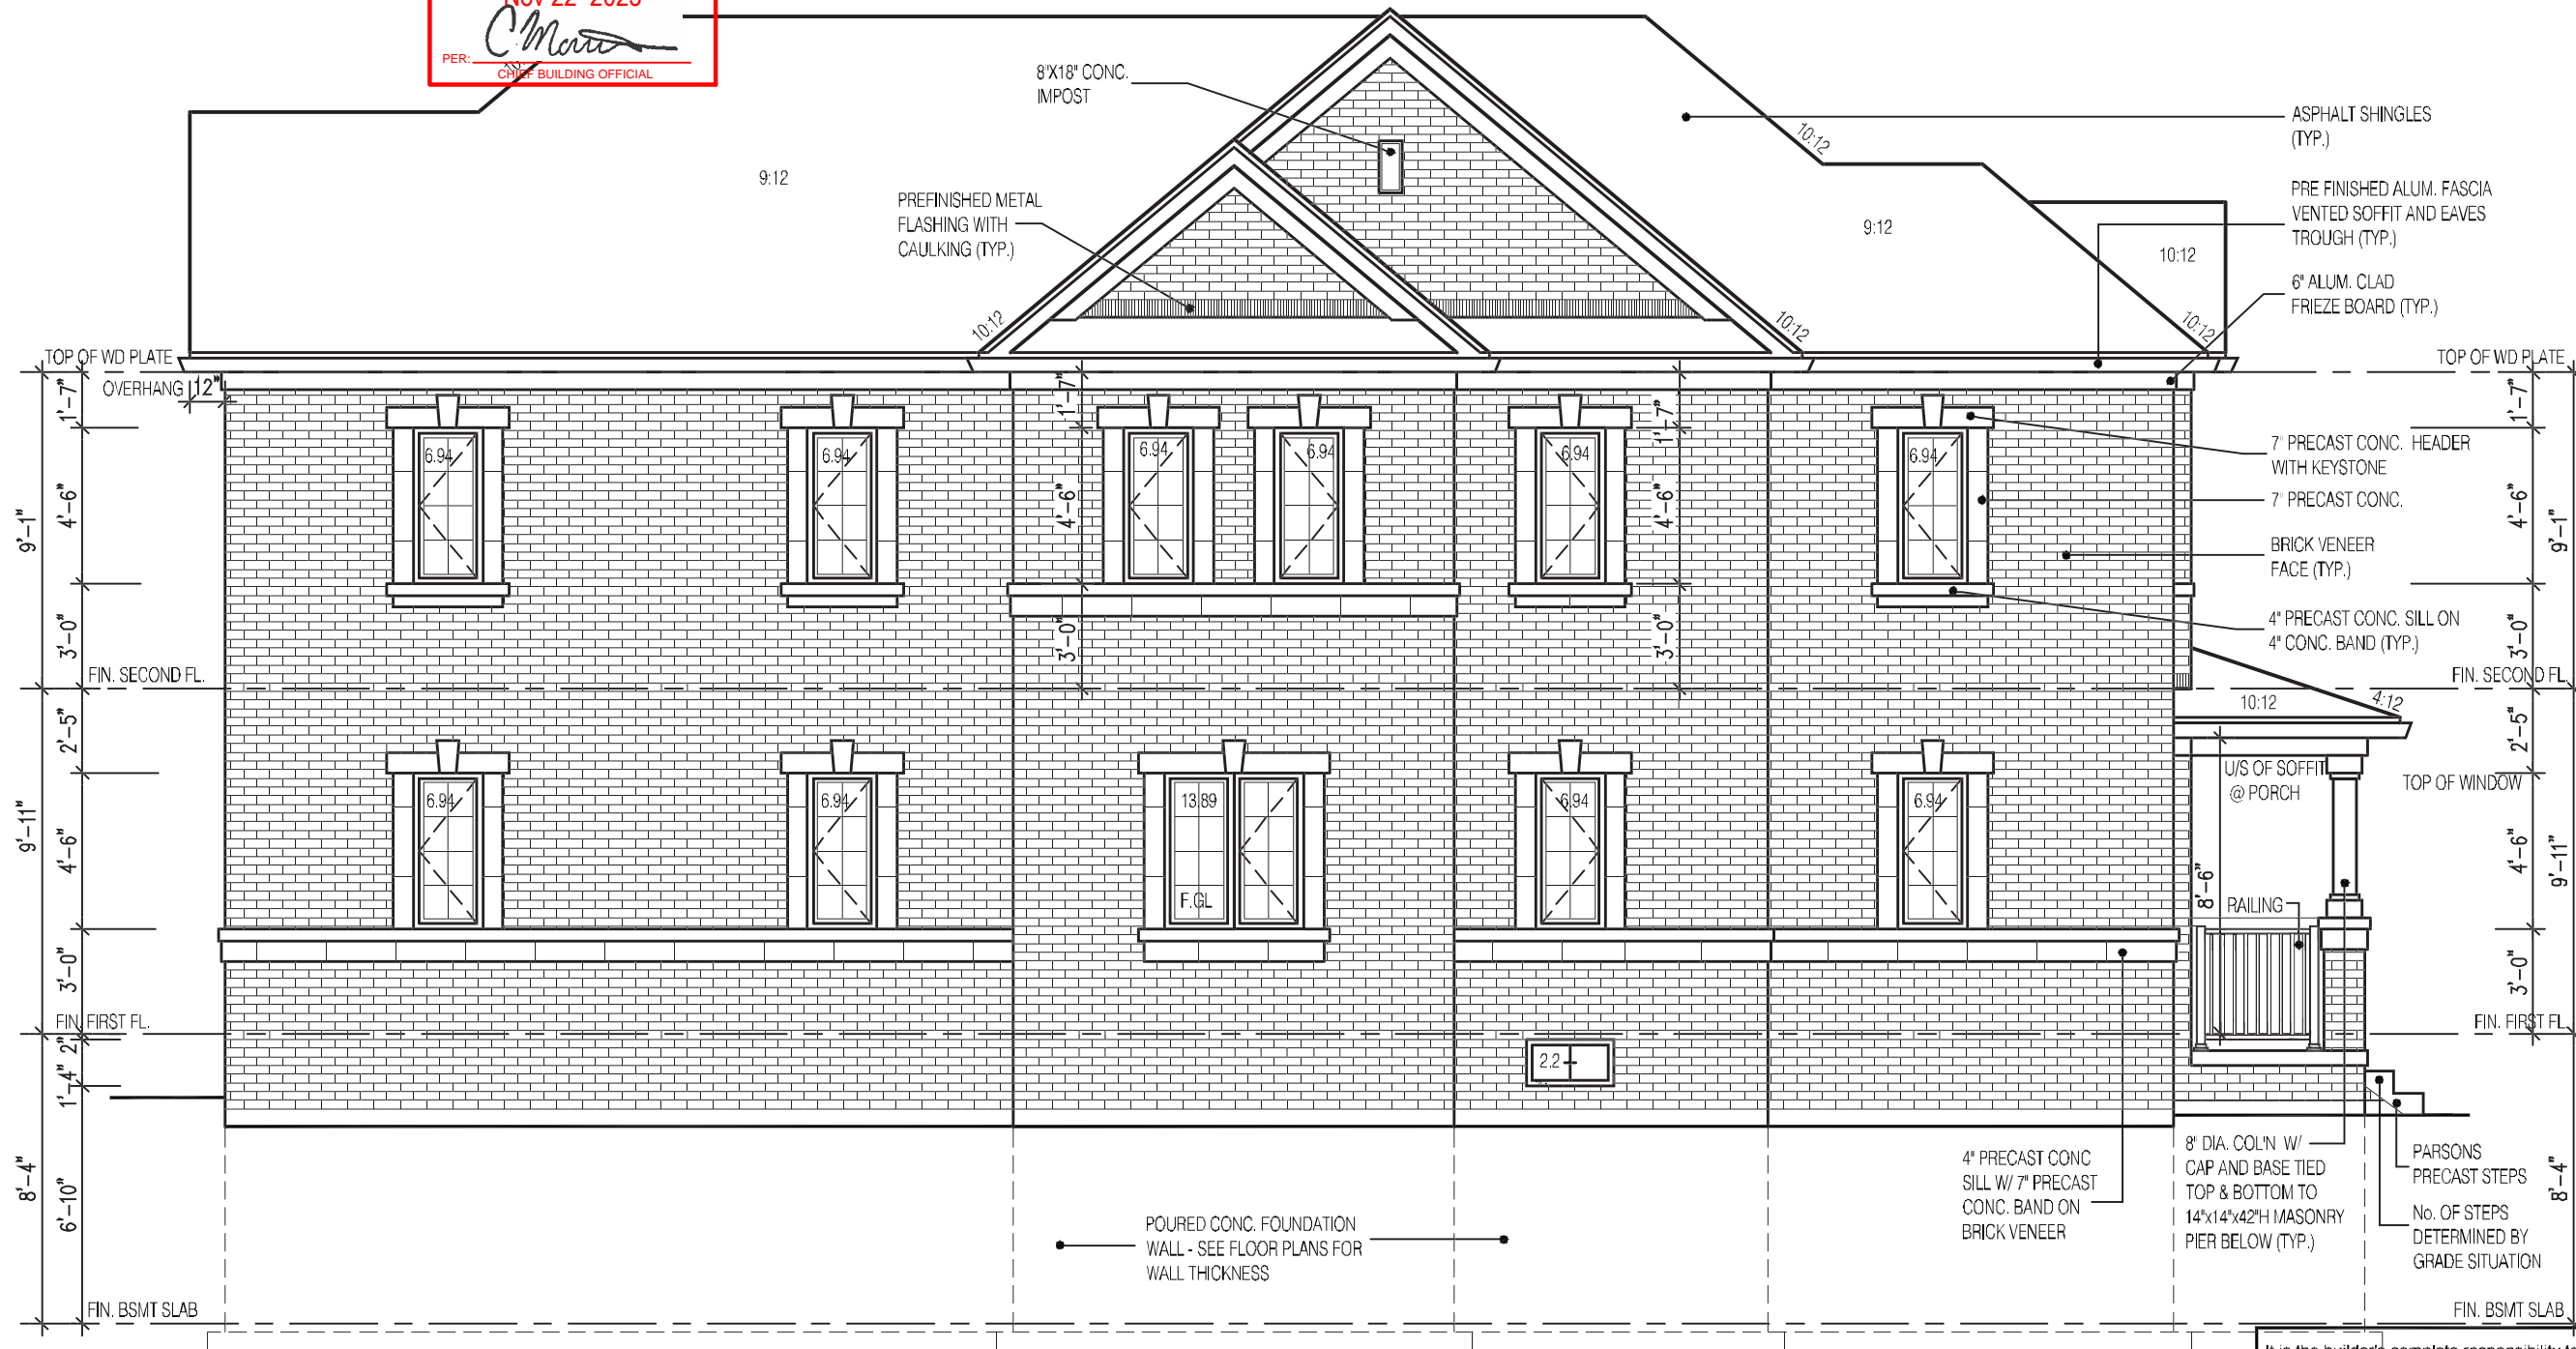 Nov 22 2023
PER:
CHIEF BUILDING OFFICIAL
8"X18" CONC.
IMPOST
ASPHALT SHINGLES
(TYP.)
10:12
9:12
PREFINISHED METAL
FLASHING WITH
CAULKING (TYP.)
PRE FINISHED ALUM. FASCIA
VENTED SOFFIT AND EAVES
TROUGH (TYP.)
9:12
10:12
6" ALUM. CLAD
FRIEZE BOARD (TYP.)
10:12
10:12
10:12
TOP OF WD PLATE
TOP OF WD PLATE
OVERHANG 12"
1'-7"
1'-7"
1'-7"
1'-7"
6.94
6.94
6.94
6.94
6.94
6.94
7" PRECAST CONC. HEADER
WITH KEYSTONE
7" PRECAST CONC.
9'-1"
4'-6"
4'-6"
4'-6"
4'-6"
9'-1"
BRICK VENEER
FACE (TYP.)
4" PRECAST CONC. SILL ON
4" CONC. BAND (TYP.)
3'-0"
3'-0"
3'-0"
3'-0"
FIN. SECOND FL.
FIN. SECOND FL.
10:12
4:12
2'-5"
2'-5"
U/S OF SOFFIT
@ PORCH
TOP OF WINDOW
6.94
6.94
13.89
6.94
6.94
9'-11"
4'-6"
F.GL
8'-6"
4'-6"
9'-11"
RAILING
3'-0"
3'-0"
FIN. FIRST FL.
FIN. FIRST FL.
2"
1'-4"
2.2
8'-4"
6'-10"
4" PRECAST CONC
SILL W/ 7" PRECAST
CONC. BAND ON
BRICK VENEER
8" DIA. COL'N W/
CAP AND BASE TIED
TOP & BOTTOM TO
14"x14"x42"H MASONRY
PIER BELOW (TYP.)
PARSONS
PRECAST STEPS
No. OF STEPS
DETERMINED BY
GRADE SITUATION
8'-4"
POURED CONC. FOUNDATION
WALL - SEE FLOOR PLANS FOR
WALL THICKNESS
FIN. BSMT SLAB
FIN. BSMT SLAB
It is the builder's complete responsibility